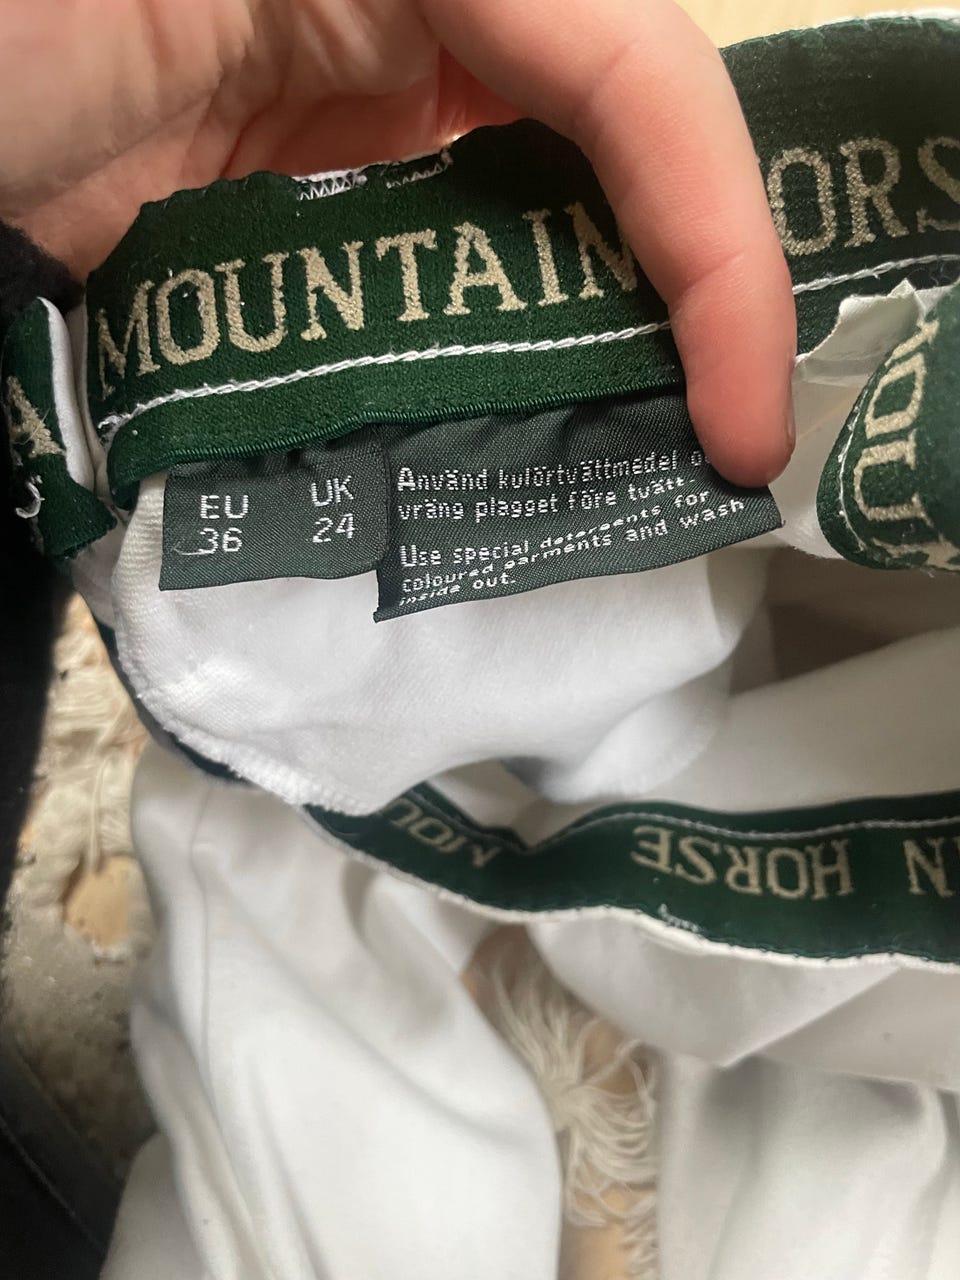 MOUNTAIN
EU
36
UK
24
Använd kulörtvättmedel
vräng plagget före tvätt.
Use special detergents for
coloured garments and wash
inside out.
HORSE